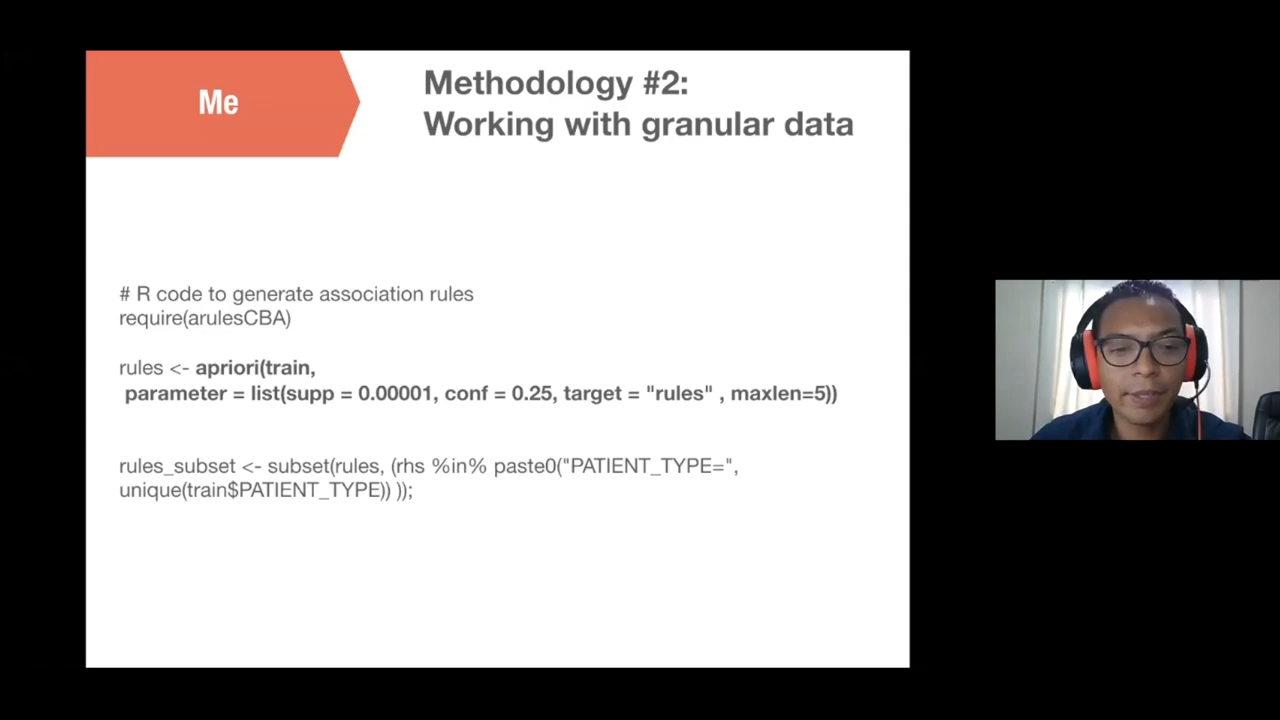 Me
Methodology #2:
Working with granular data
# R code to generate association rules
require(arulesCBA)
rules <- apriori(train,
parameter = list(supp = 0.00001, conf = 0.25, target = "rules" , maxlen=5))
rules_subset <- subset(rules, (rhs %in% paste0("PATIENT_TYPE=",
unique(train$PATIENT_TYPE)) ));